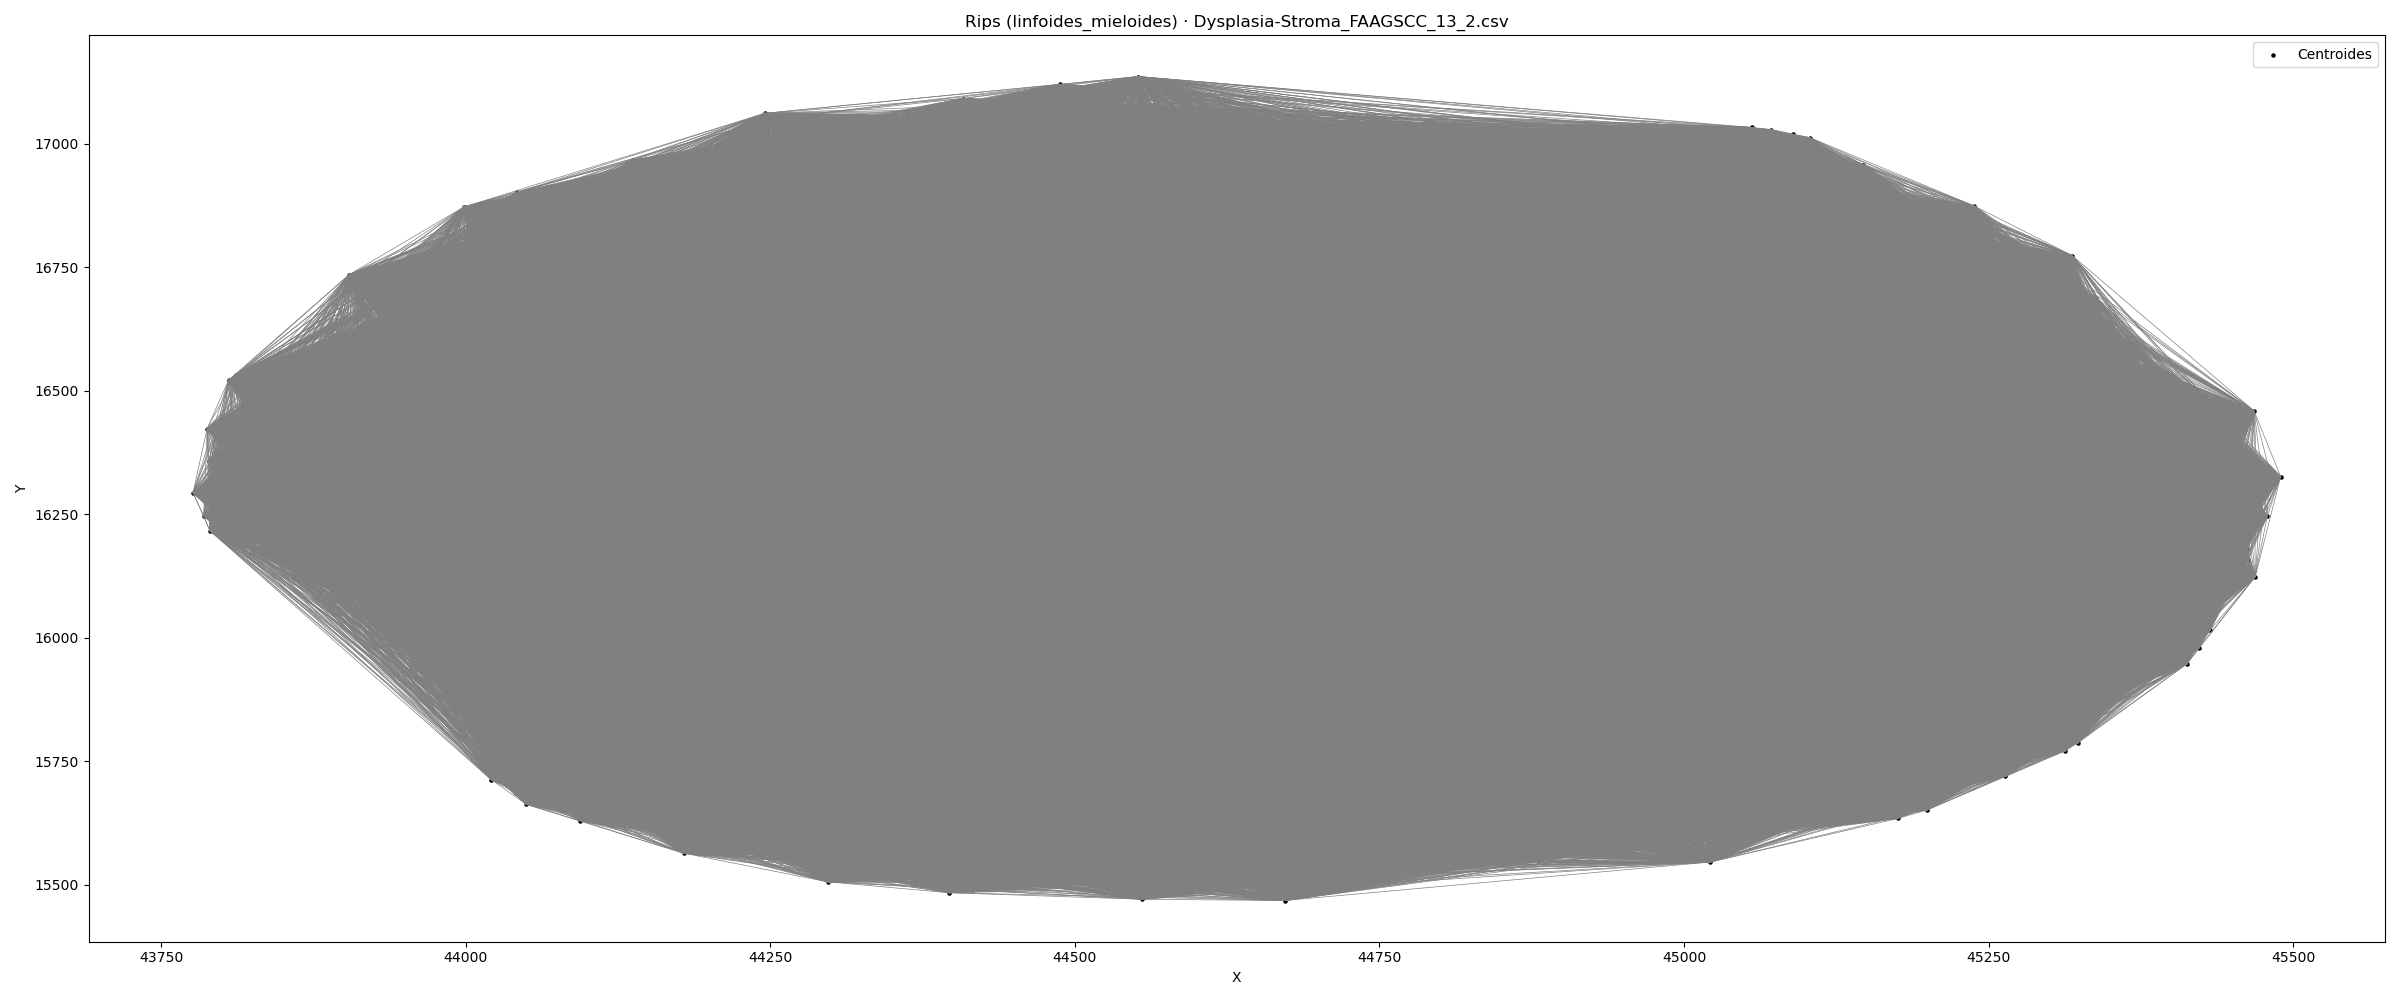 Rips (linfoides_mieloides) · Dysplasia-Stroma_FAAGSCC_13_2.csv
Centroides
17000
16750
16500
16250
16000
15750
15500
Y
43750 44000 44250 44500 44750 45000 45250 45500
X